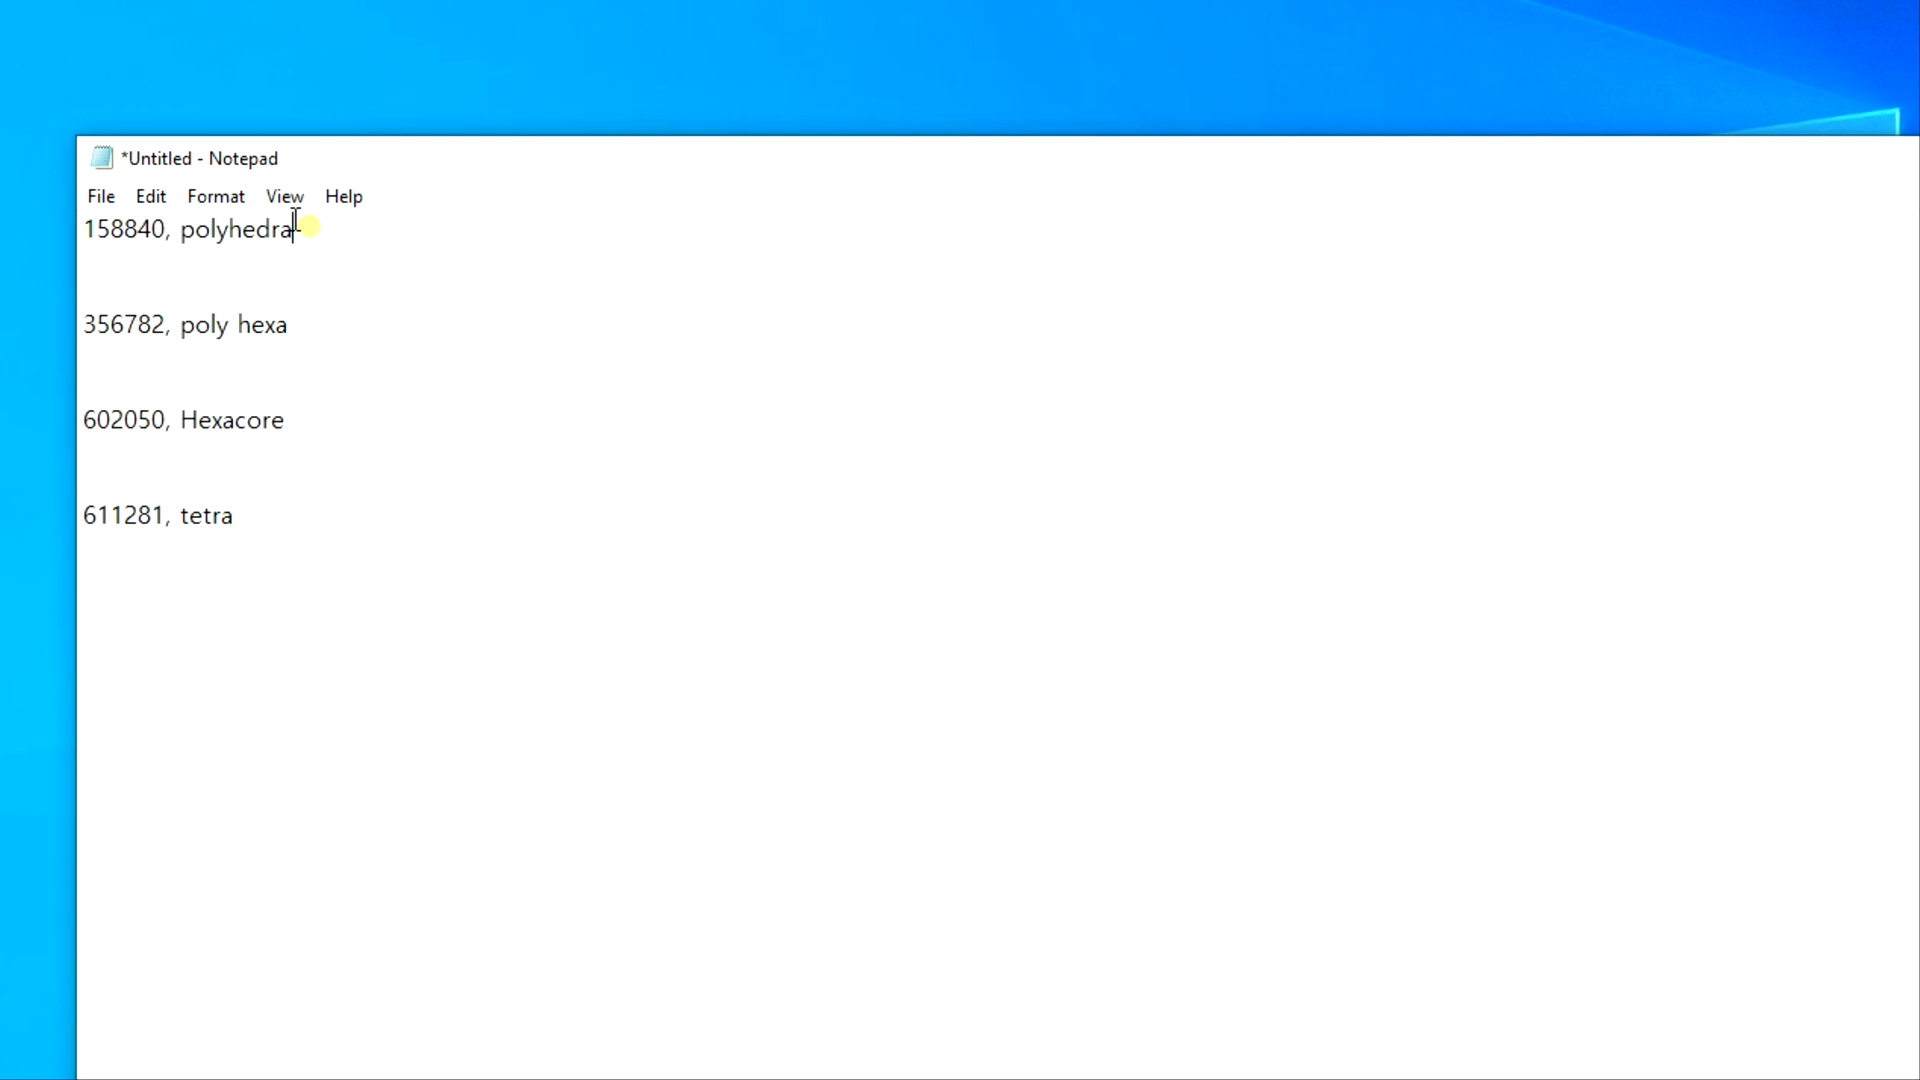 *Untitled - Notepad
File Edit Format View Help
158840, polyhedra
356782, poly hexa
602050, Hexacore
611281, tetra